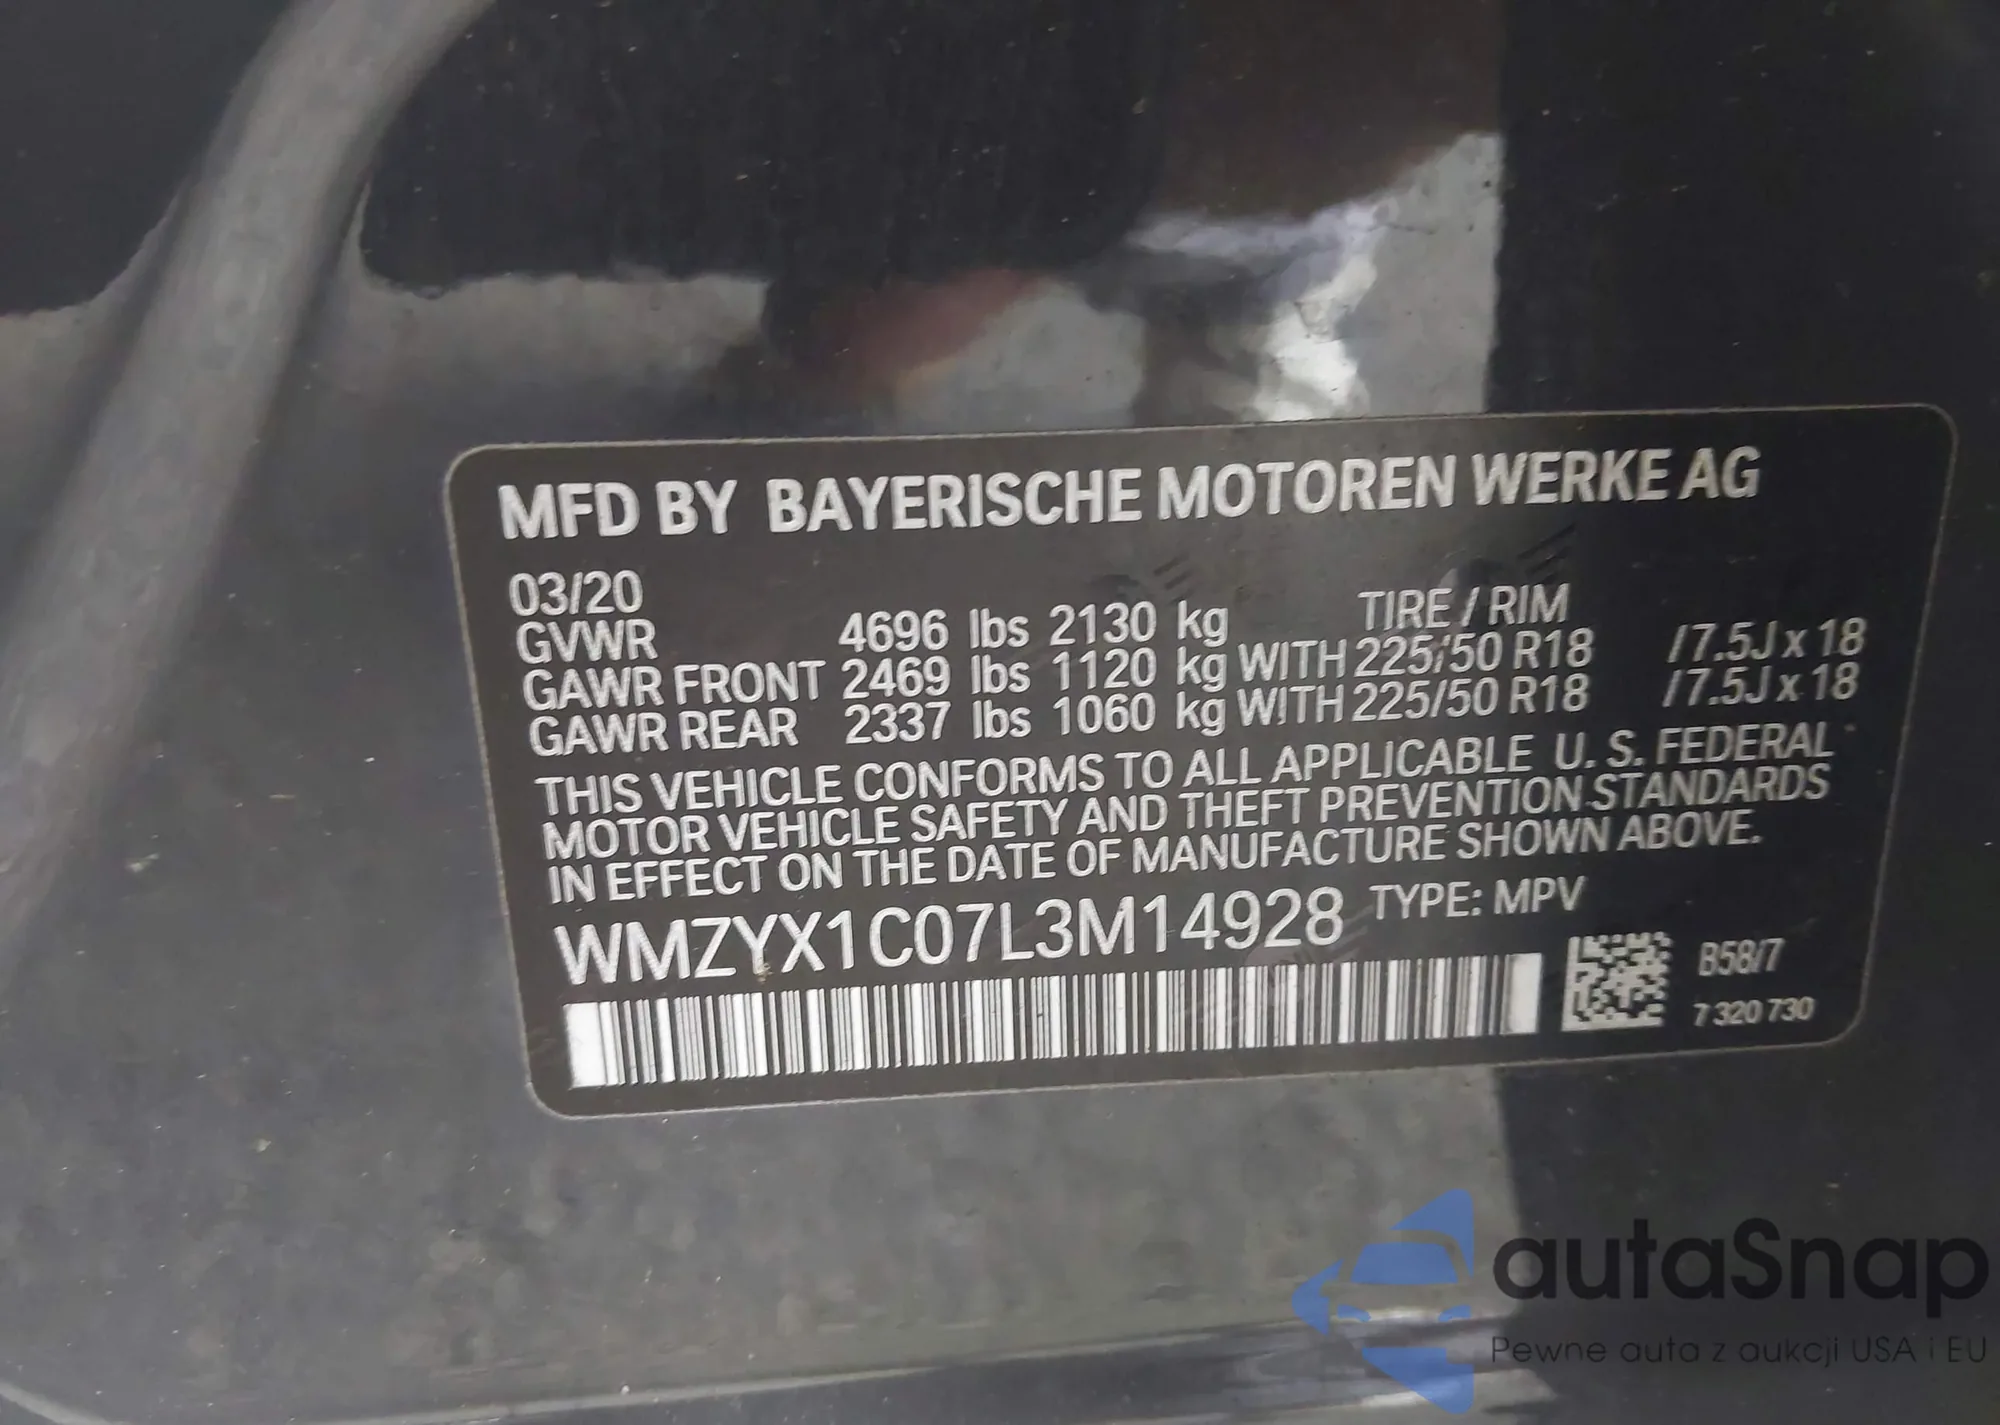 MFD BY BAYERISCHE MOTOREN WERKE AG
03/20 TIRE / RIM
GVWR 4696 lbs 2130 kg
GAWR FRONT 2469 lbs 1120 kg WITH 225/50 R18 /7.5J x 18
GAWR REAR 2337 lbs 1060 kg WITH 225/50 R18 /7.5J x 18
THIS VEHICLE CONFORMS TO ALL APPLICABLE U. S. FEDERAL
MOTOR VEHICLE SAFETY AND THEFT PREVENTION STANDARDS
IN EFFECT ON THE DATE OF MANUFACTURE SHOWN ABOVE.
WMZYX1C07L3M14928 TYPE: MPV
B58/7
7 320 730
autaSnap
Pewne auta z aukcji USA i EU